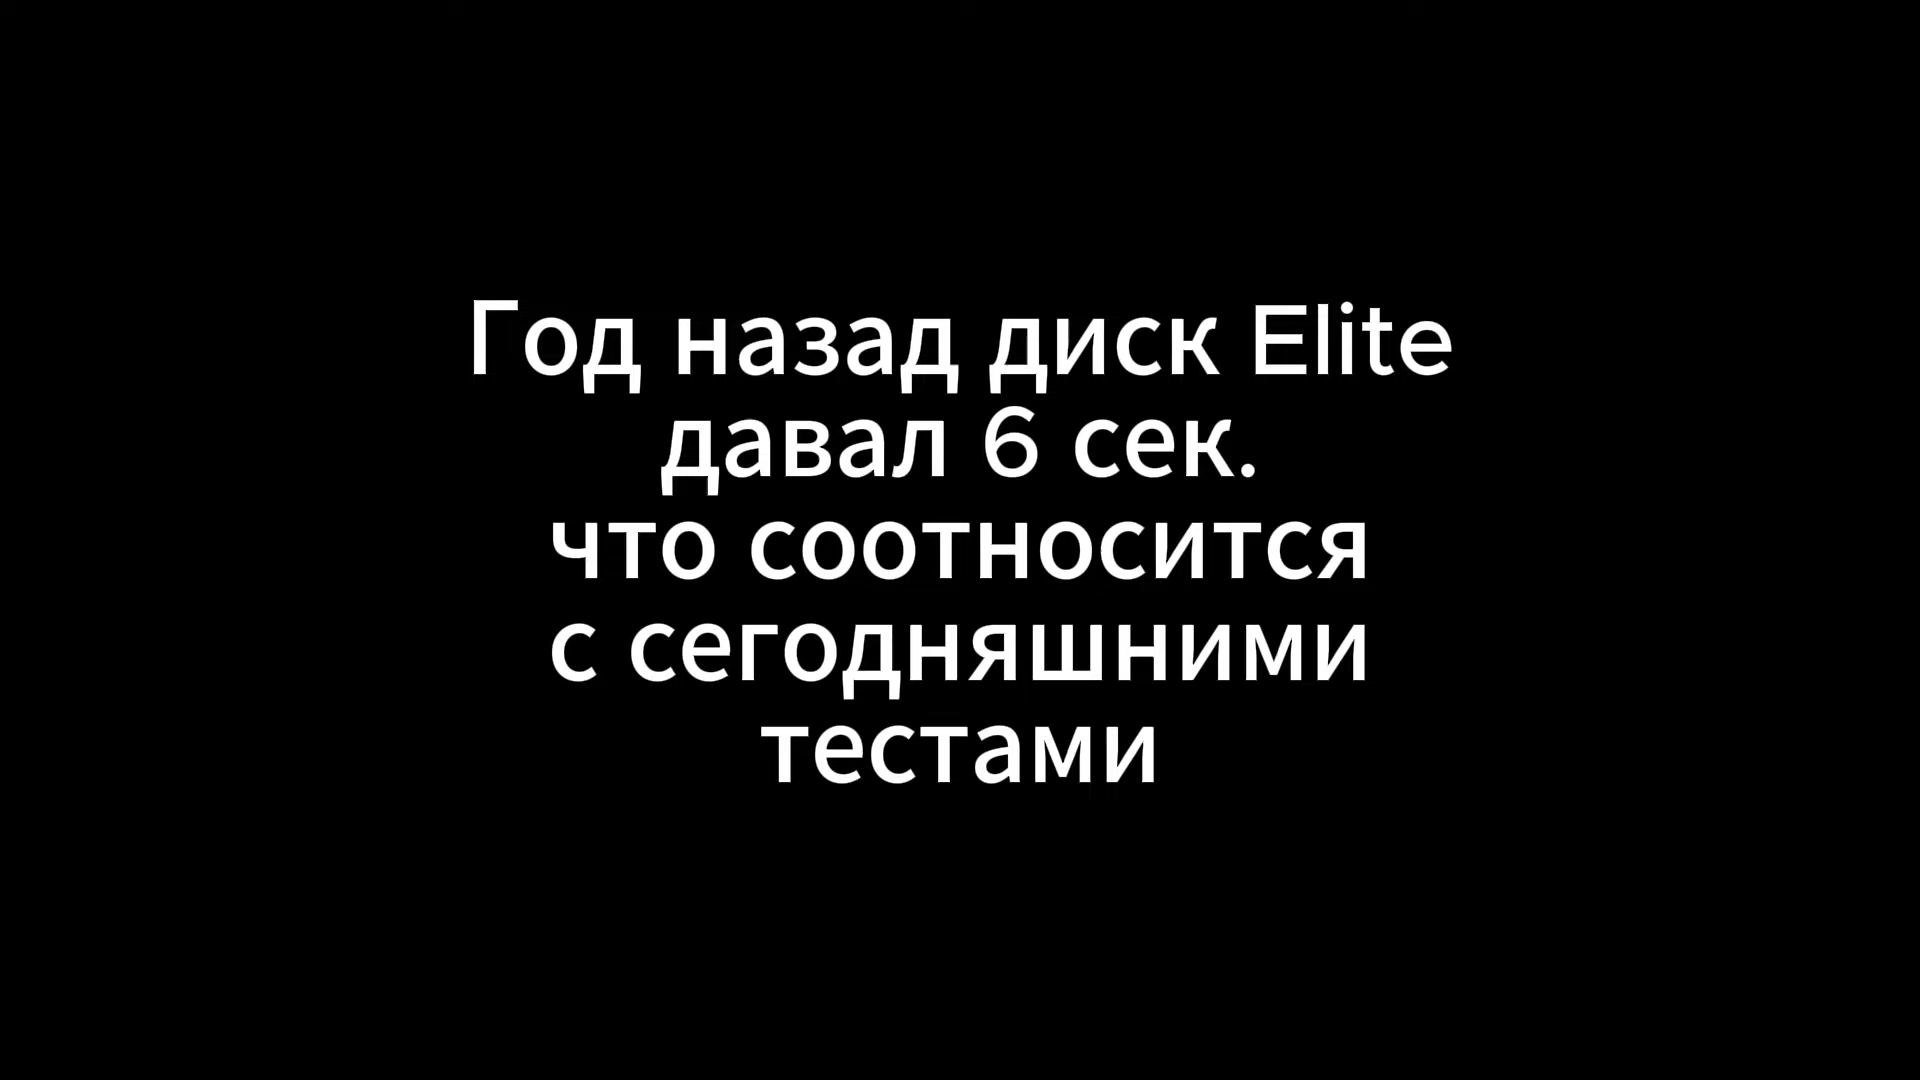 Год назад диск Elite
давал 6 сек.
что соотносится
с сегодняшними
тестами